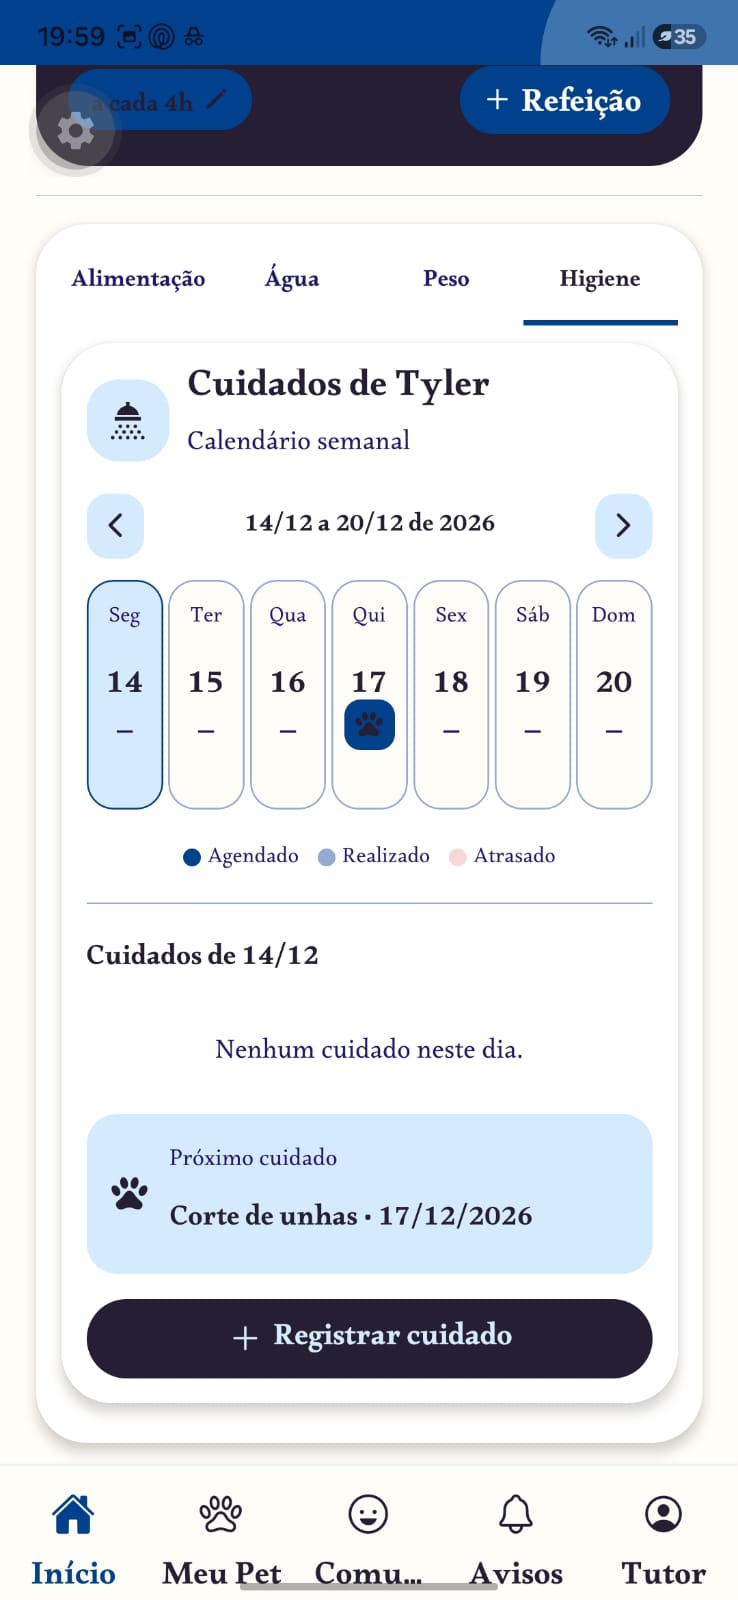 19:59
35
a cada 4h
+ Refeição
Alimentação Água Peso Higiene
Cuidados de Tyler
Calendário semanal
14/12 a 20/12 de 2026
Seg Ter Qua Qui Sex Sáb Dom
14 15 16 17 18 19 20
– – – – – –
Agendado Realizado Atrasado
Cuidados de 14/12
Nenhum cuidado neste dia.
Próximo cuidado
Corte de unhas • 17/12/2026
+ Registrar cuidado
Início Meu Pet Comu... Avisos Tutor